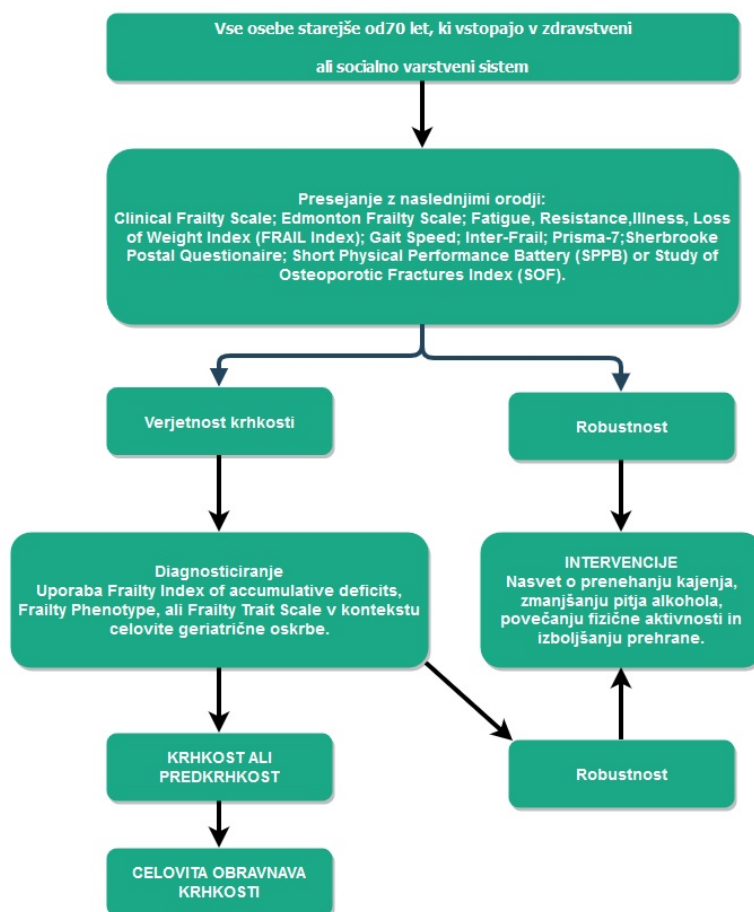 Vse osebe starejše od70 let, ki vstopajo v zdravstveni
ali socialno varstveni sistem
Presejanje z naslednjimi orodji:
Clinical Frailty Scale; Edmonton Frailty Scale; Fatigue, Resistance,Illness, Loss
of Weight Index (FRAIL Index); Gait Speed; Inter-Frail; Prisma-7;Sherbrooke
Postal Questionaire; Short Physical Performance Battery (SPPB) or Study of
Osteoporotic Fractures Index (SOF).
Verjetnost krhkosti
Robustnost
Diagnosticiranje
Uporaba Frailty Index of accumulative deficits,
Frailty Phenotype, ali Frailty Trait Scale v kontekstu
celovite geriatrične oskrbe.
INTERVENCIJE
Nasvet o prenehanju kajenja,
zmanjšanju pitja alkohola,
povečanju fizične aktivnosti in
izboljšanju prehrane.
KRHKOST ALI
PREDKRHKOST
Robustnost
CELOVITA OBRAVNAVA
KRHKOSTI